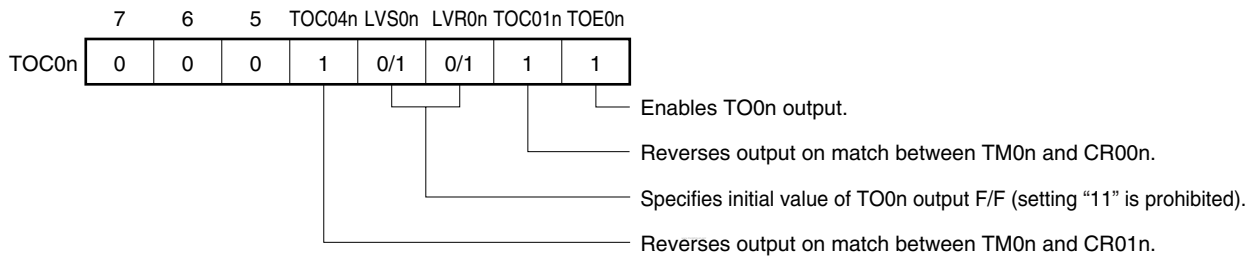 7 6 5 TOC04n LVS0n LVR0n TOC01n TOE0n
TOC0n 0 0 0 1 0/1 0/1 1 1
Enables TO0n output.
Reverses output on match between TM0n and CR00n.
Specifies initial value of TO0n output F/F (setting “11” is prohibited).
Reverses output on match between TM0n and CR01n.